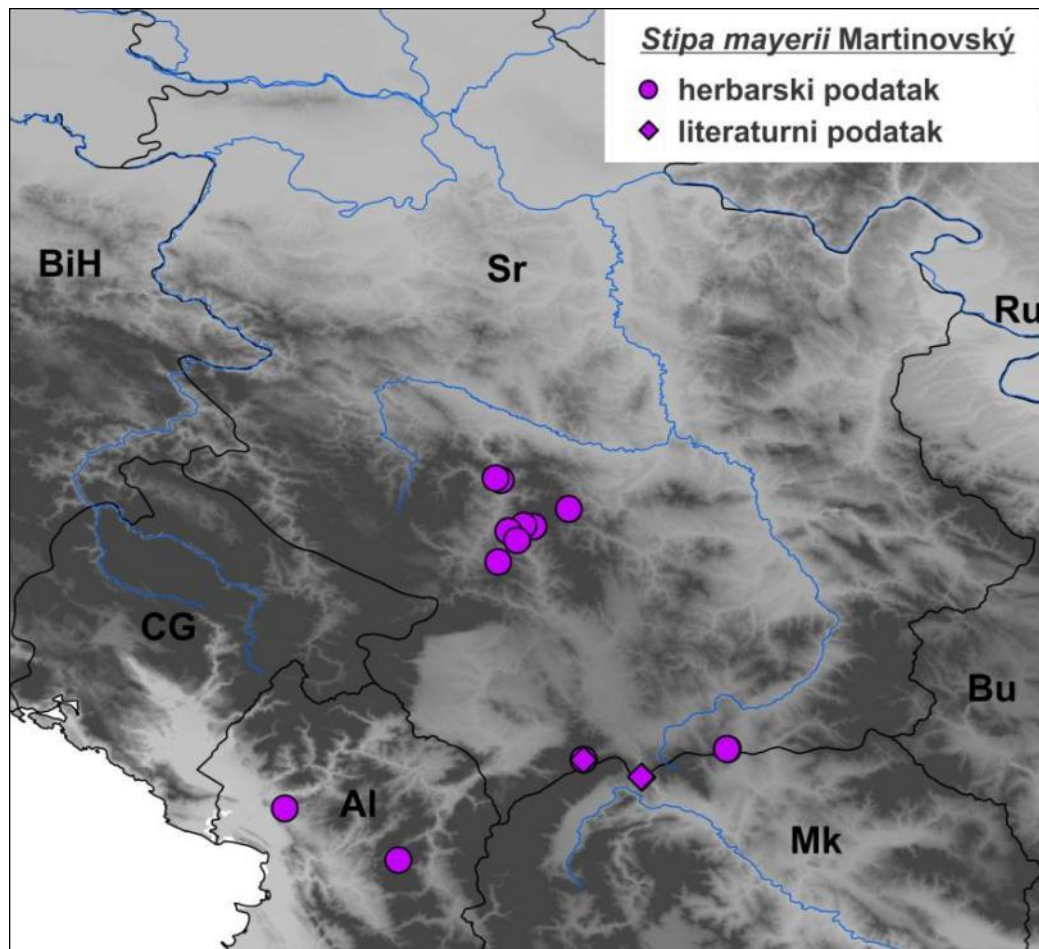 Stipa mayerii Martinovský
herbarski podatak
literaturni podatak
BiH
Sr
Ru
CG
Bu
Al
Mk